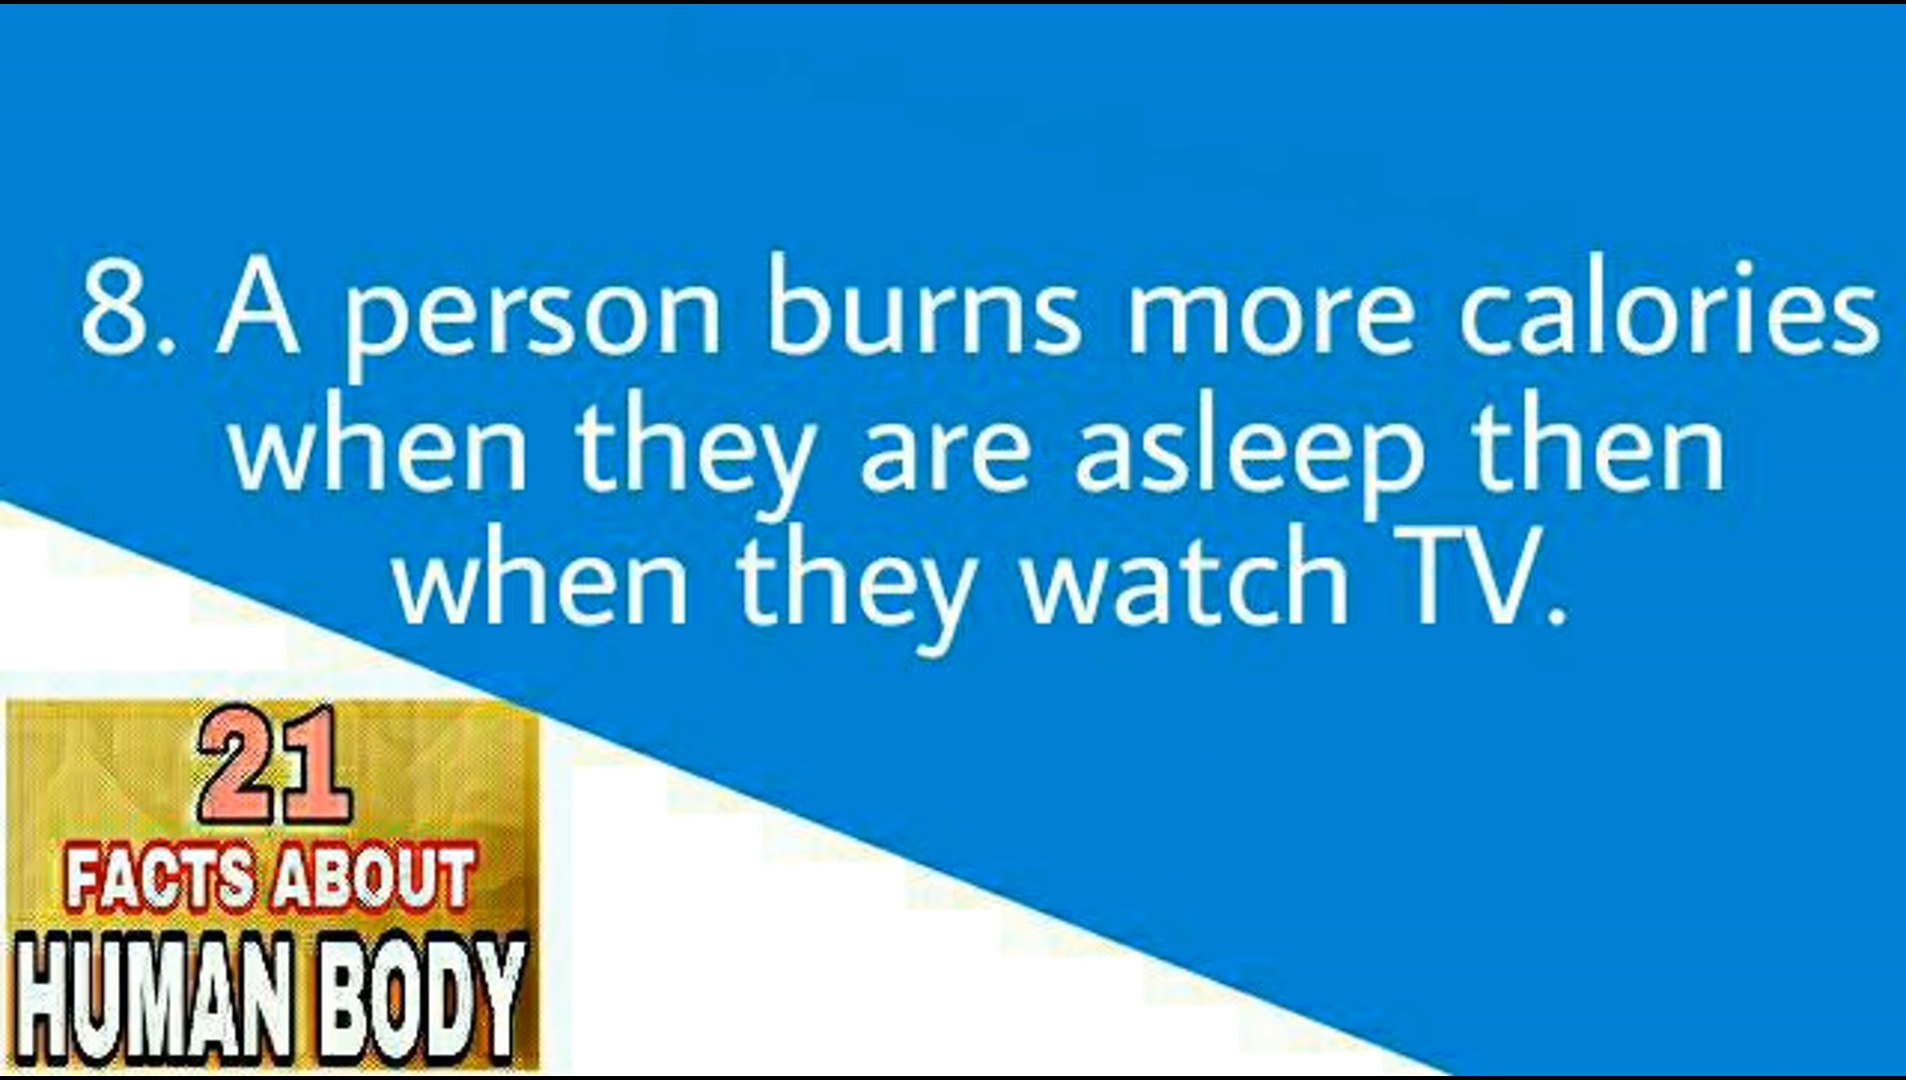 8. A person burns more calories
when they are asleep then
when they watch TV.
21
FACTS ABOUT
HUMAN BODY